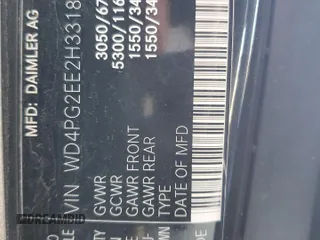 MFD: DAIMLER AG
VIN WD4PG2EE2H3318
GVWR 3050/67
GCWR 5300/116
GAWR FRONT 1550/34
GAWR REAR 1550/34
DATE OF MFD